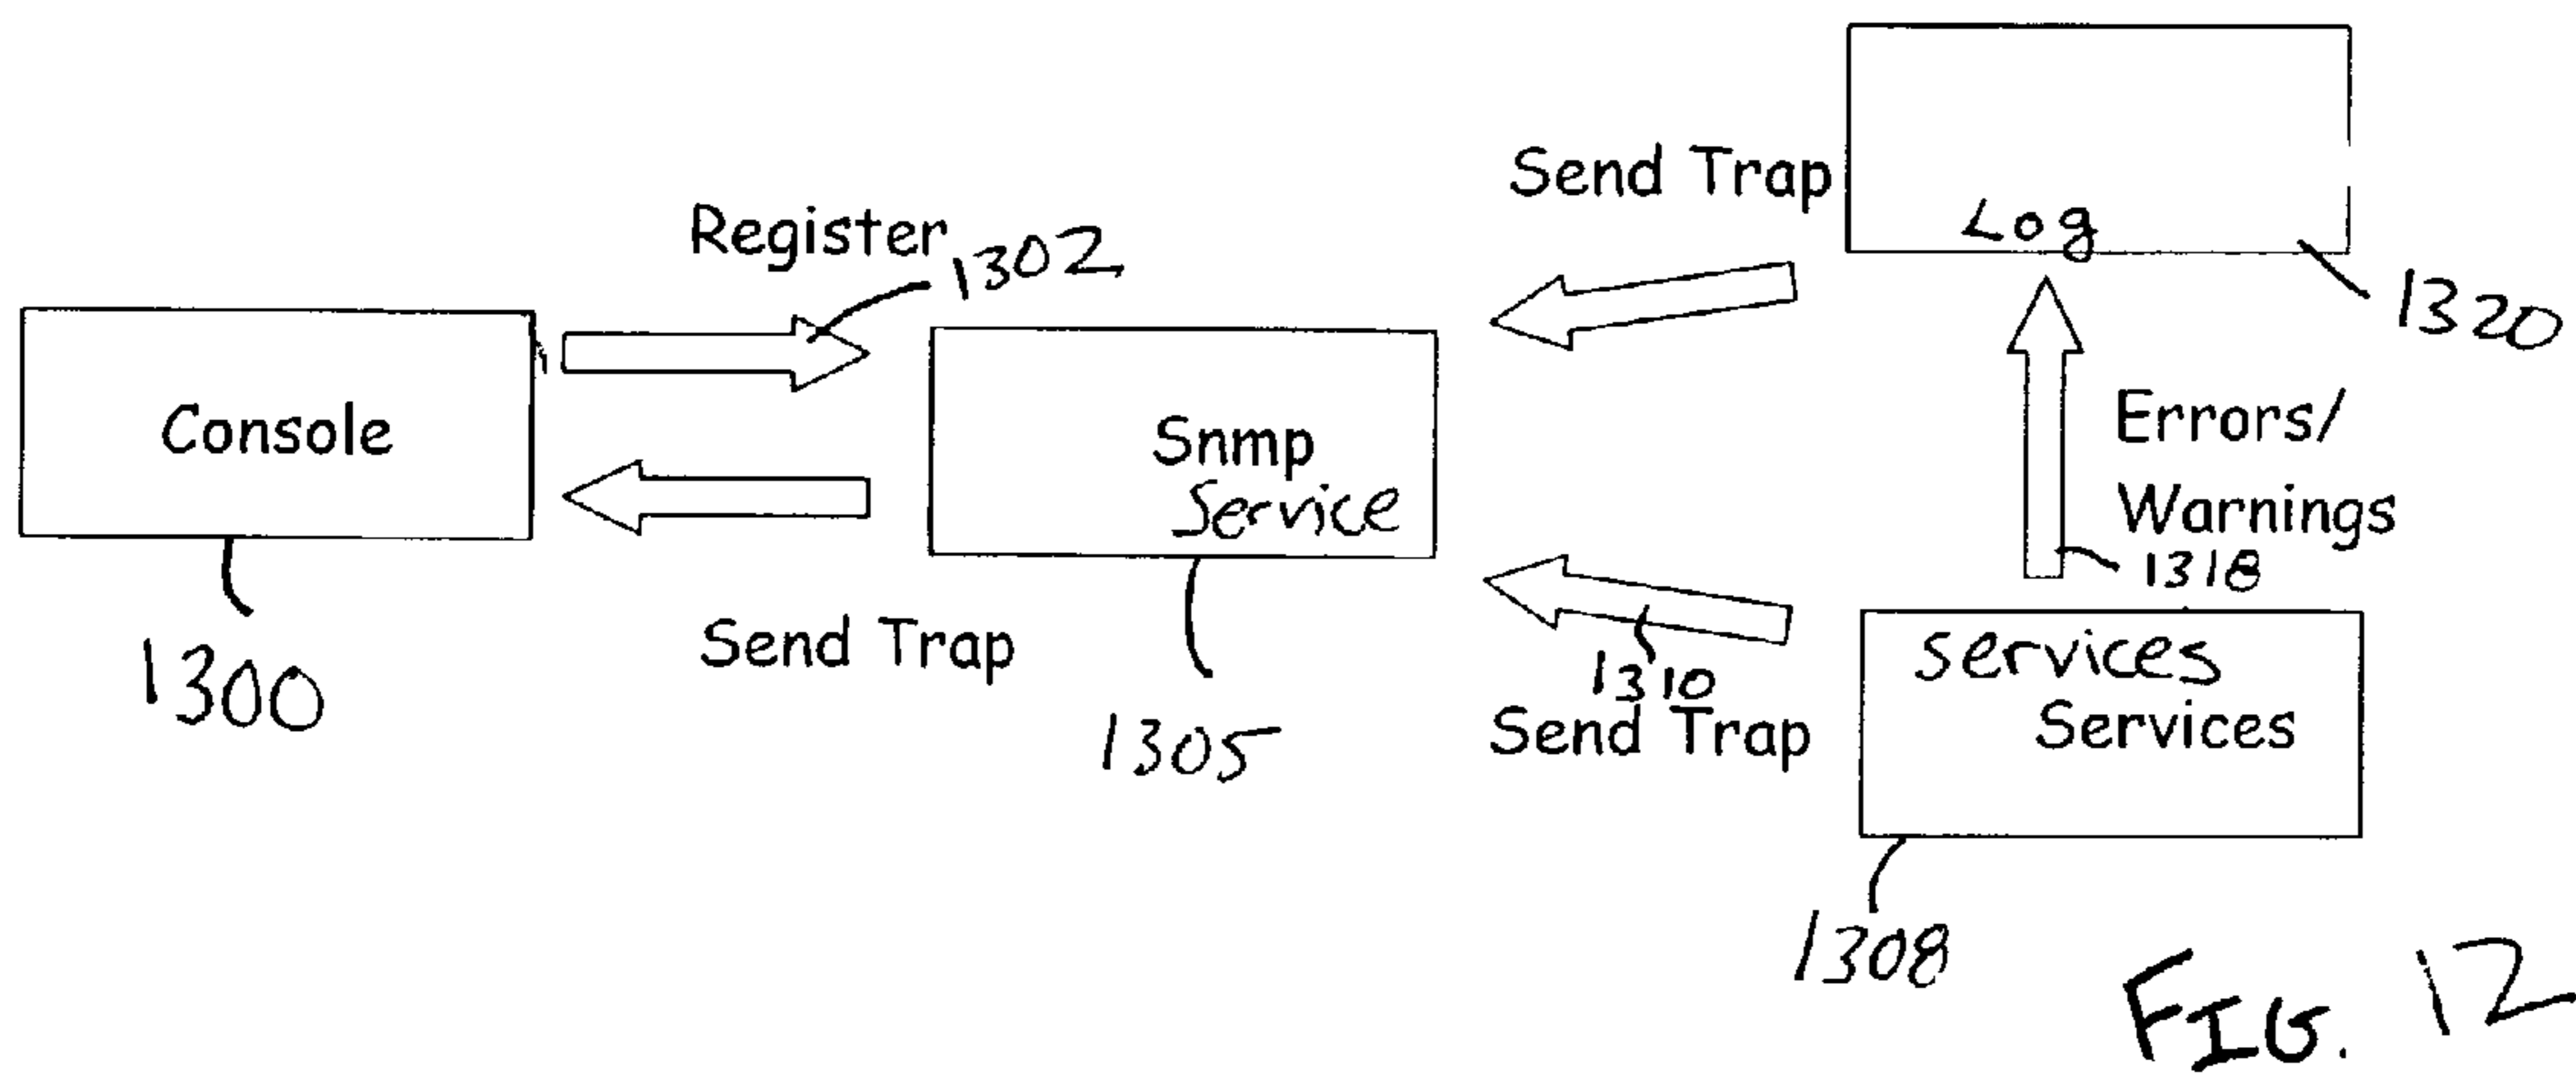 Send Trap
Log
1320
Register
1302
Console
Snmp
Service
Errors/
Warnings
1318
Send Trap
1300
1305
1310
Send Trap
services
Services
1308
FIG. 12